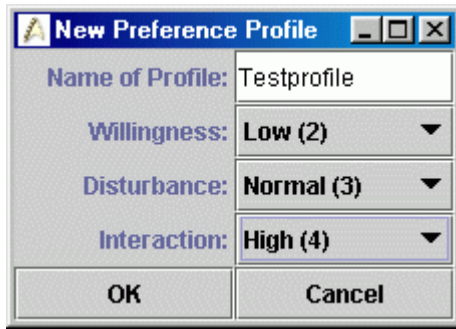 New Preference Profile
Name of Profile: Testprofile
Willingness: Low (2)
Disturbance: Normal (3)
Interaction: High (4)
OK Cancel